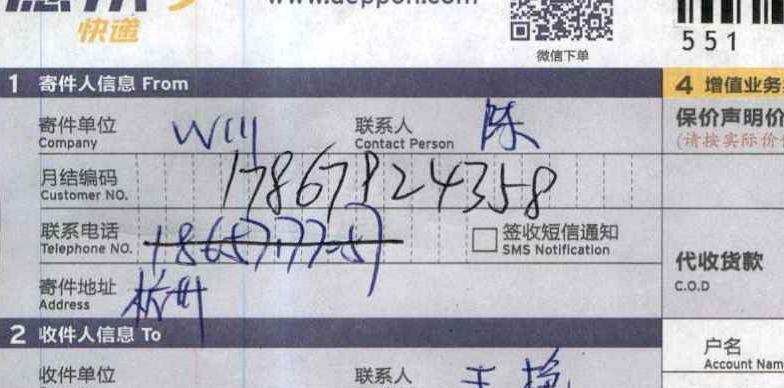 快递
www.deppon.com
微信下单
551
1 寄件人信息 From
4 增值业务
寄件单位 Will 联系人 陈
Company Contact Person
保价声明价
(请按实际价
月结编码 17867824358
Customer NO.
联系电话
Telephone NO.
签收短信通知
SMS Notification
代收货款
C.O.D
寄件地址 杭州
Address
2 收件人信息 To
户名
Account Nam
收件单位 联系人 王艳